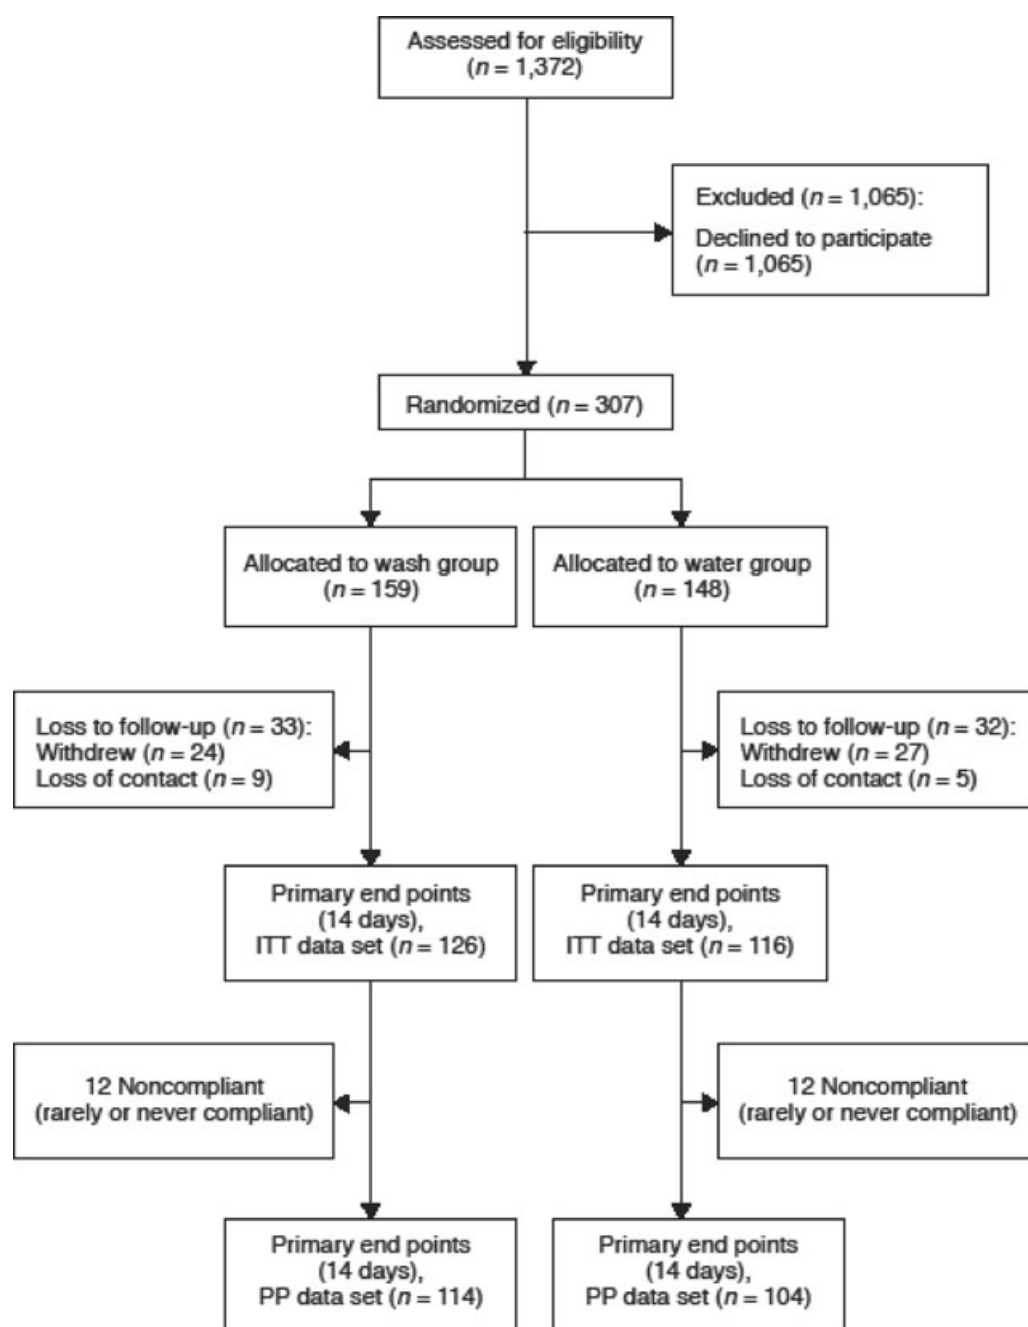 Assessed for eligibility
(n = 1,372)
Excluded (n = 1,065):
Declined to participate
(n = 1,065)
Randomized (n = 307)
Allocated to wash group
(n = 159)
Allocated to water group
(n = 148)
Loss to follow-up (n = 33):
Withdrew (n = 24)
Loss of contact (n = 9)
Loss to follow-up (n = 32):
Withdrew (n = 27)
Loss of contact (n = 5)
Primary end points
(14 days),
ITT data set (n = 126)
Primary end points
(14 days),
ITT data set (n = 116)
12 Noncompliant
(rarely or never compliant)
12 Noncompliant
(rarely or never compliant)
Primary end points
(14 days),
PP data set (n = 114)
Primary end points
(14 days),
PP data set (n = 104)